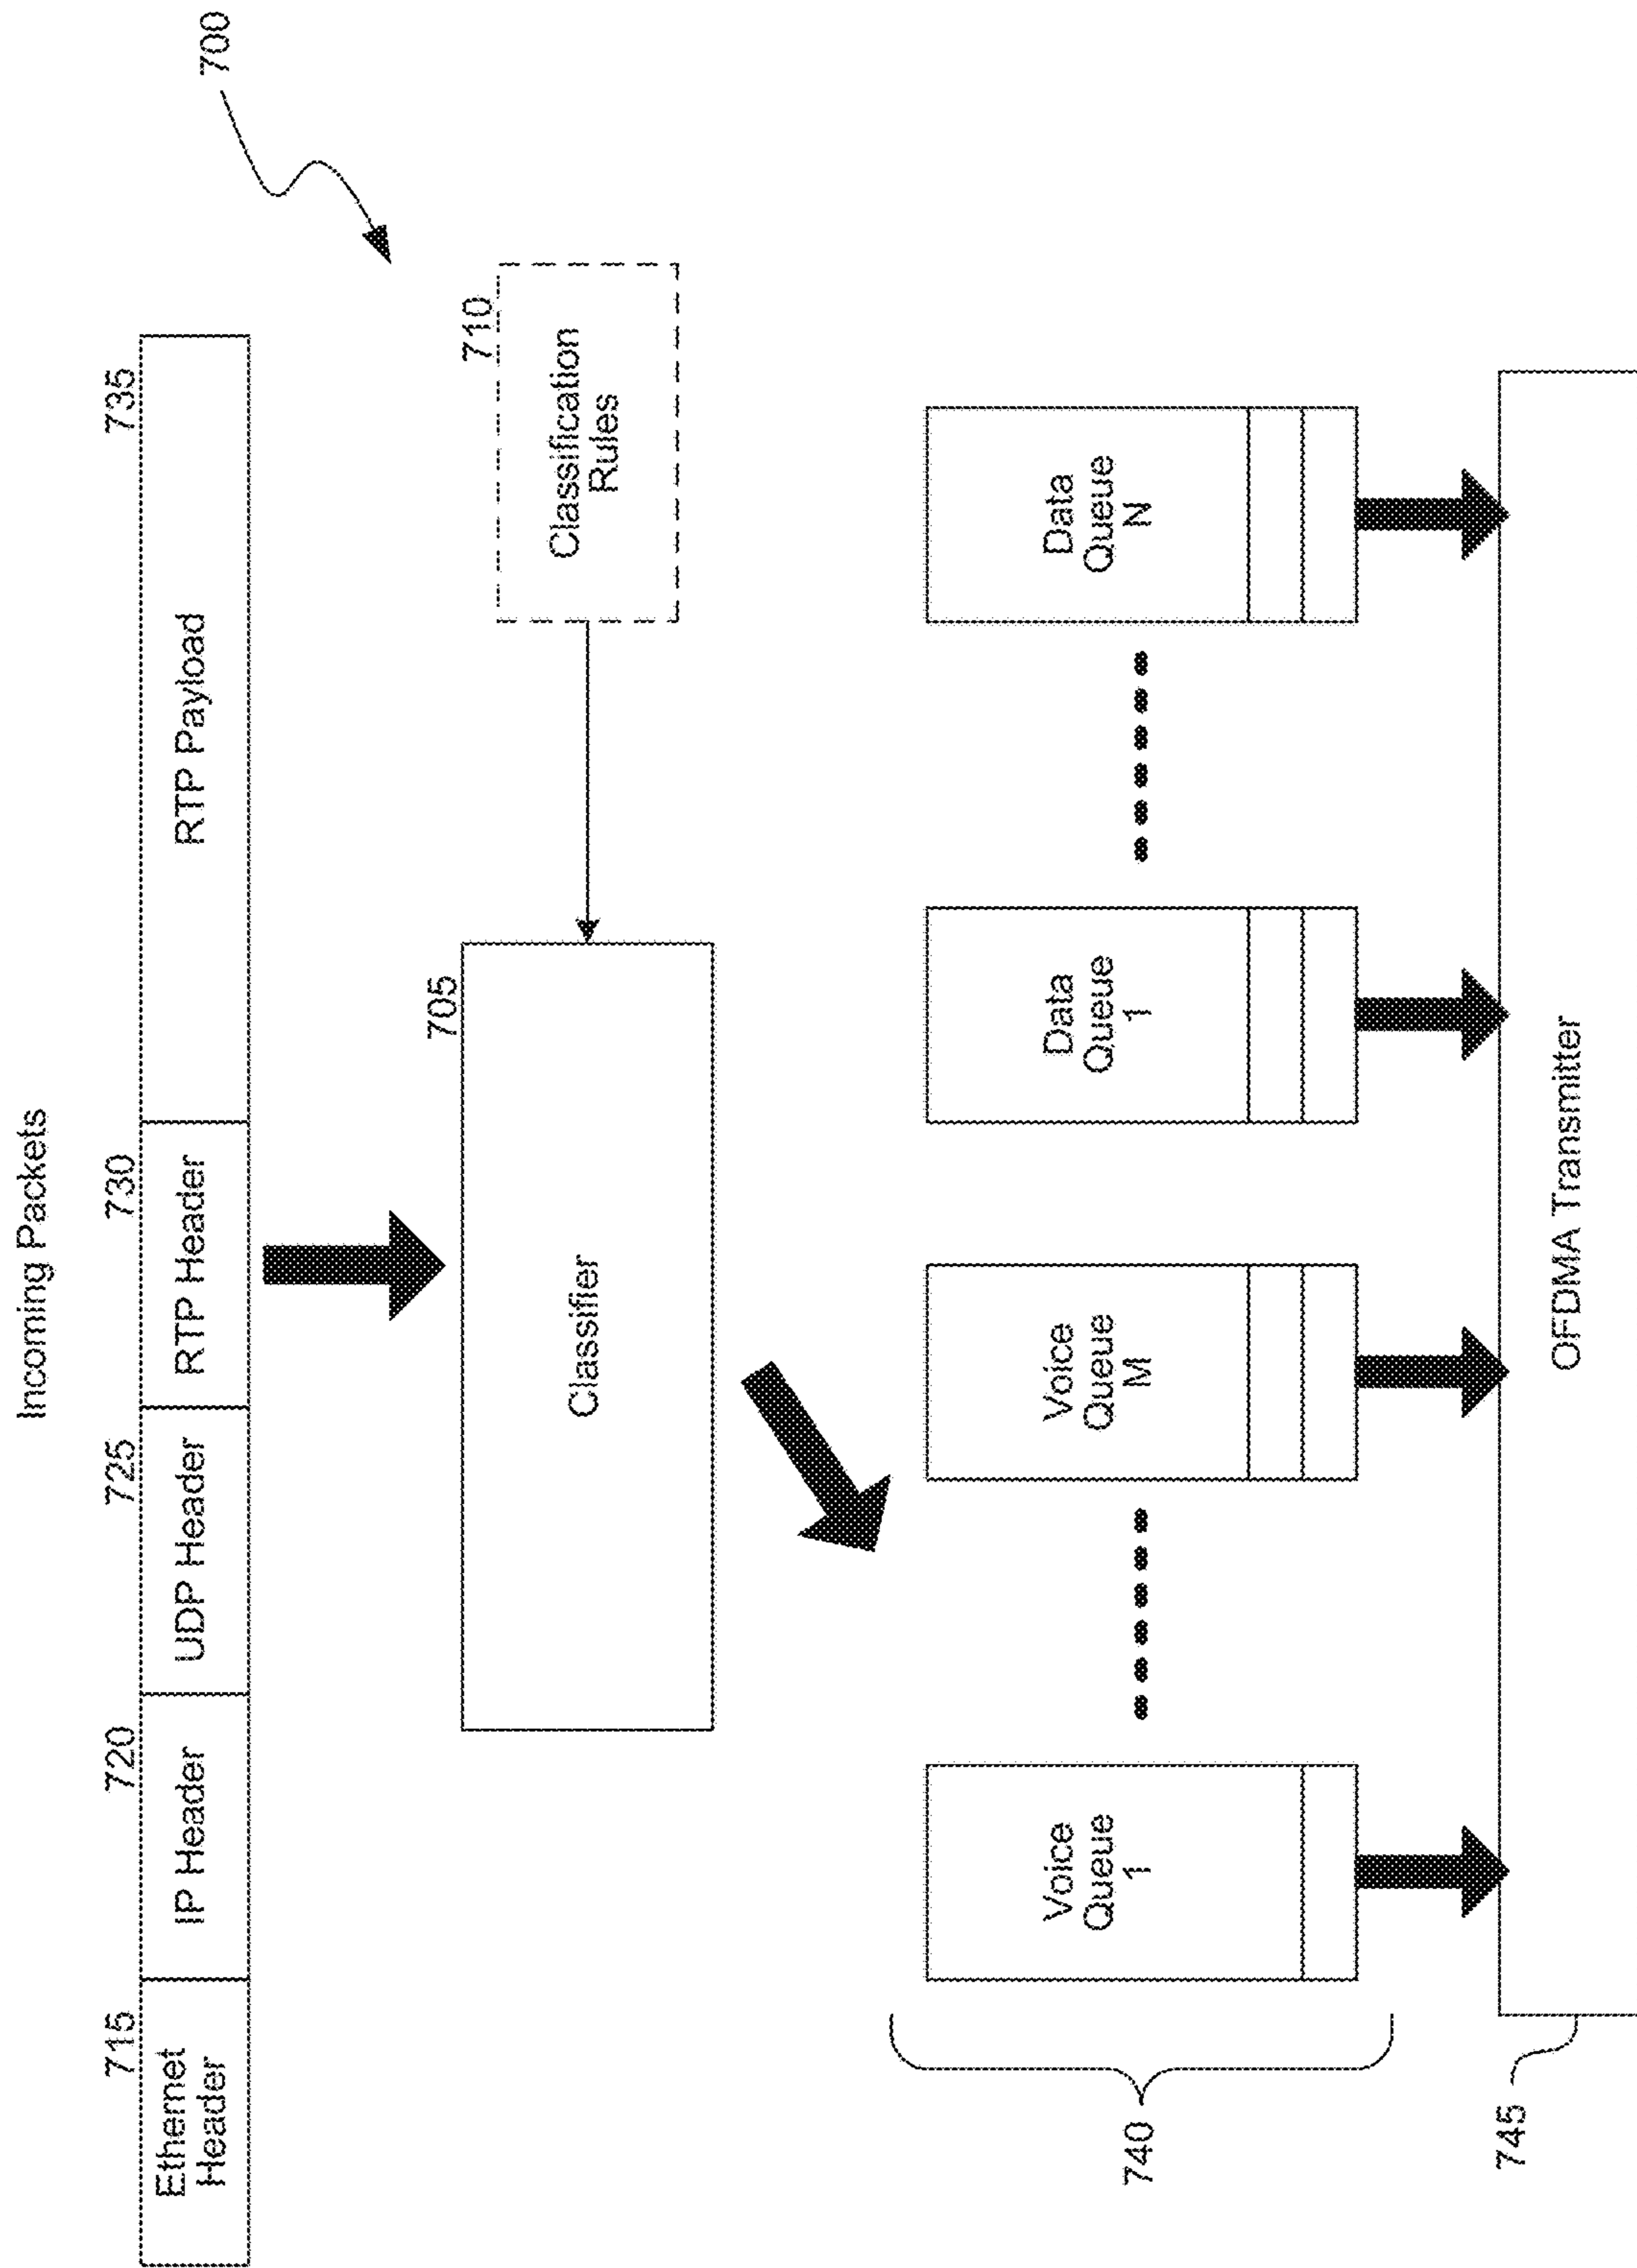 Incoming Packets
700
715
720
725
730
735
Ethernet
Header
IP Header
UDP Header
RTP Header
RTP Payload
705
710
Classifier
Classification
Rules
740
Voice
Queue
1
Voice
Queue
M
Data
Queue
1
Data
Queue
N
745
OFDMA Transmitter